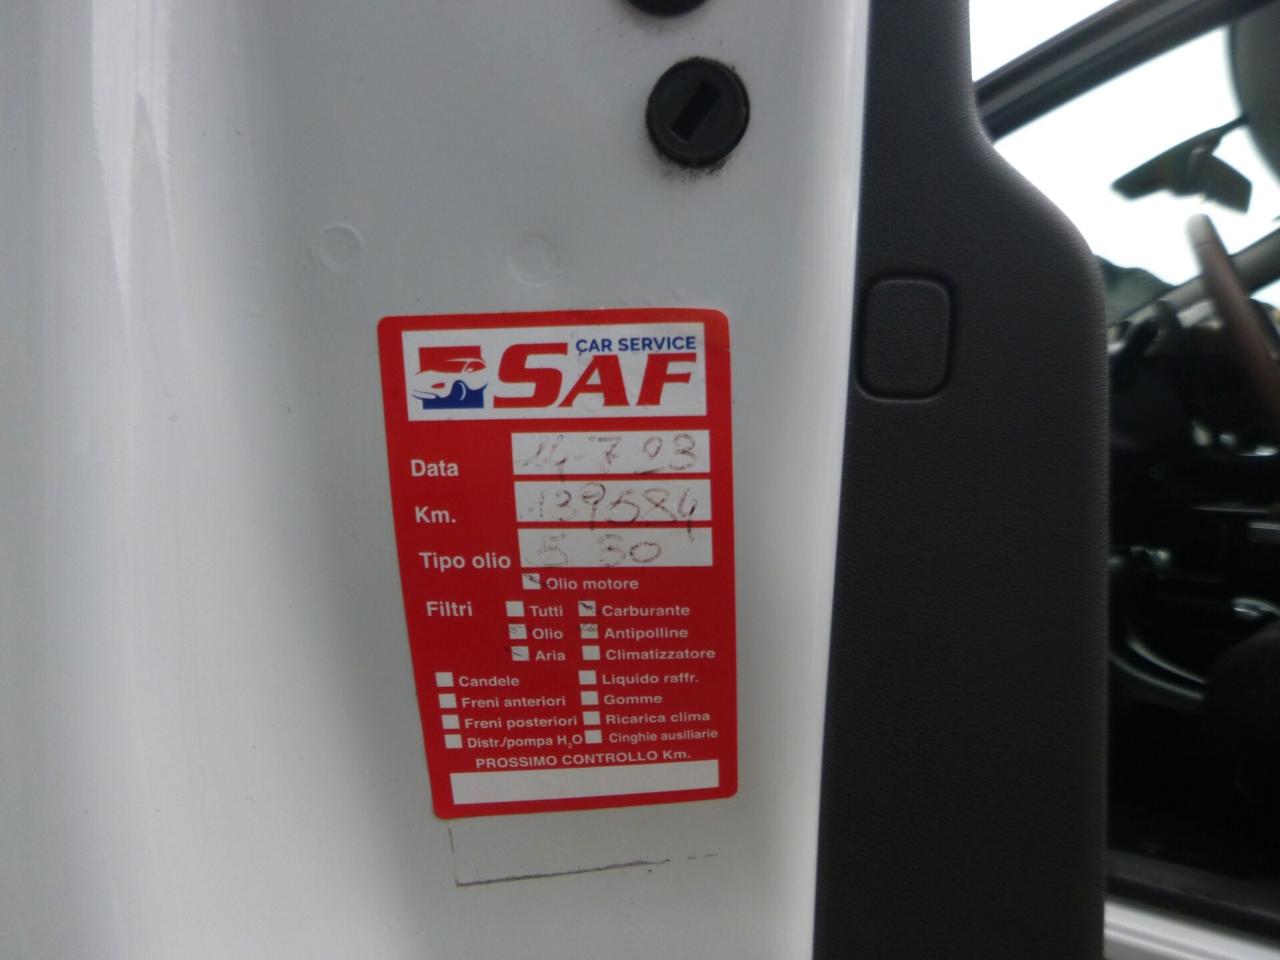 CAR SERVICE
SAF
Data 14-7-23
Km. 139584
Tipo olio 5 30
Olio motore
Filtri Tutti Carburante
Olio Antipolline
Aria Climatizzatore
Candele Liquido raffr.
Freni anteriori Gomme
Freni posteriori Ricarica clima
Distr./pompa H₂O Cinghie ausiliarie
PROSSIMO CONTROLLO Km.